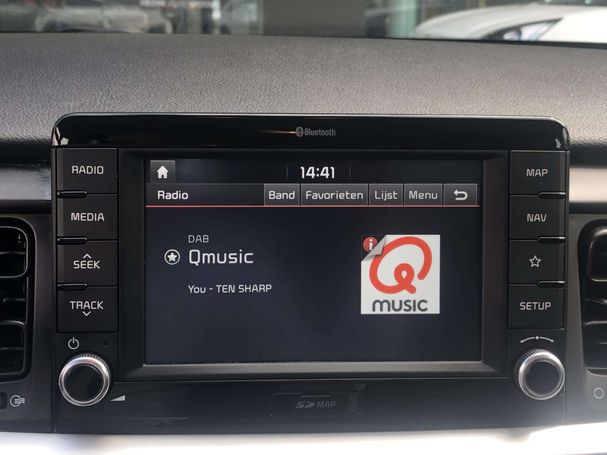 Bluetooth
14:41
Radio Band Favorieten Lijst Menu
DAB
Qmusic
You - TEN SHARP
i
Q
MUSIC
RADIO
MEDIA
SEEK
TRACK
MAP
NAV
SETUP
SD MAP